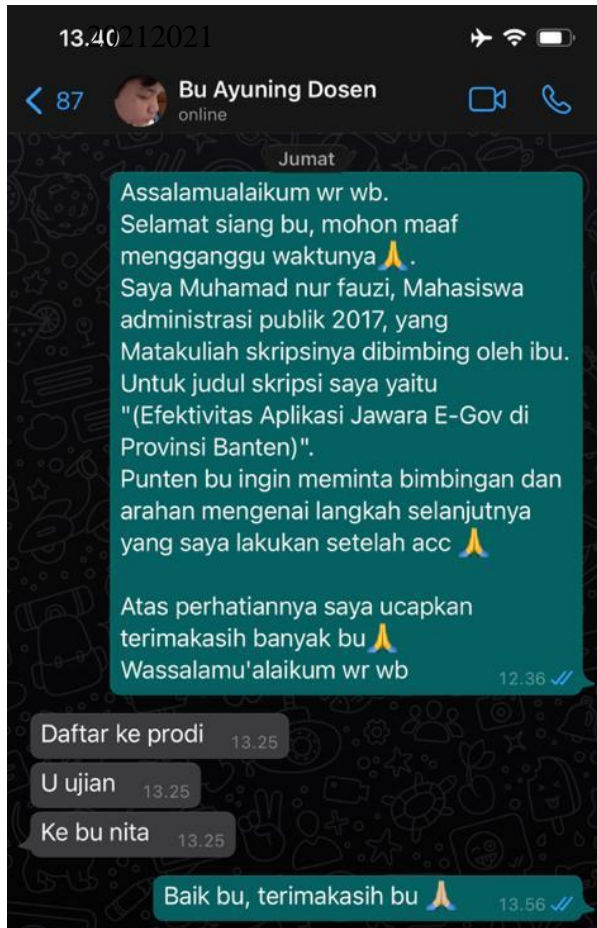 13.40
20212021
87
Bu Ayuning Dosen
online
Jumat
Assalamualaikum wr wb.
Selamat siang bu, mohon maaf
mengganggu waktunya🙏.
Saya Muhamad nur fauzi, Mahasiswa
administrasi publik 2017, yang
Matakuliah skripsinya dibimbing oleh ibu.
Untuk judul skripsi saya yaitu
"(Efektivitas Aplikasi Jawara E-Gov di
Provinsi Banten)".
Punten bu ingin meminta bimbingan dan
arahan mengenai langkah selanjutnya
yang saya lakukan setelah acc 🙏
Atas perhatiannya saya ucapkan
terimakasih banyak bu🙏
Wassalamu'alaikum wr wb
12.36
Daftar ke prodi 13.25
U ujian 13.25
Ke bu nita 13.25
Baik bu, terimakasih bu 🙏🏼 13.56